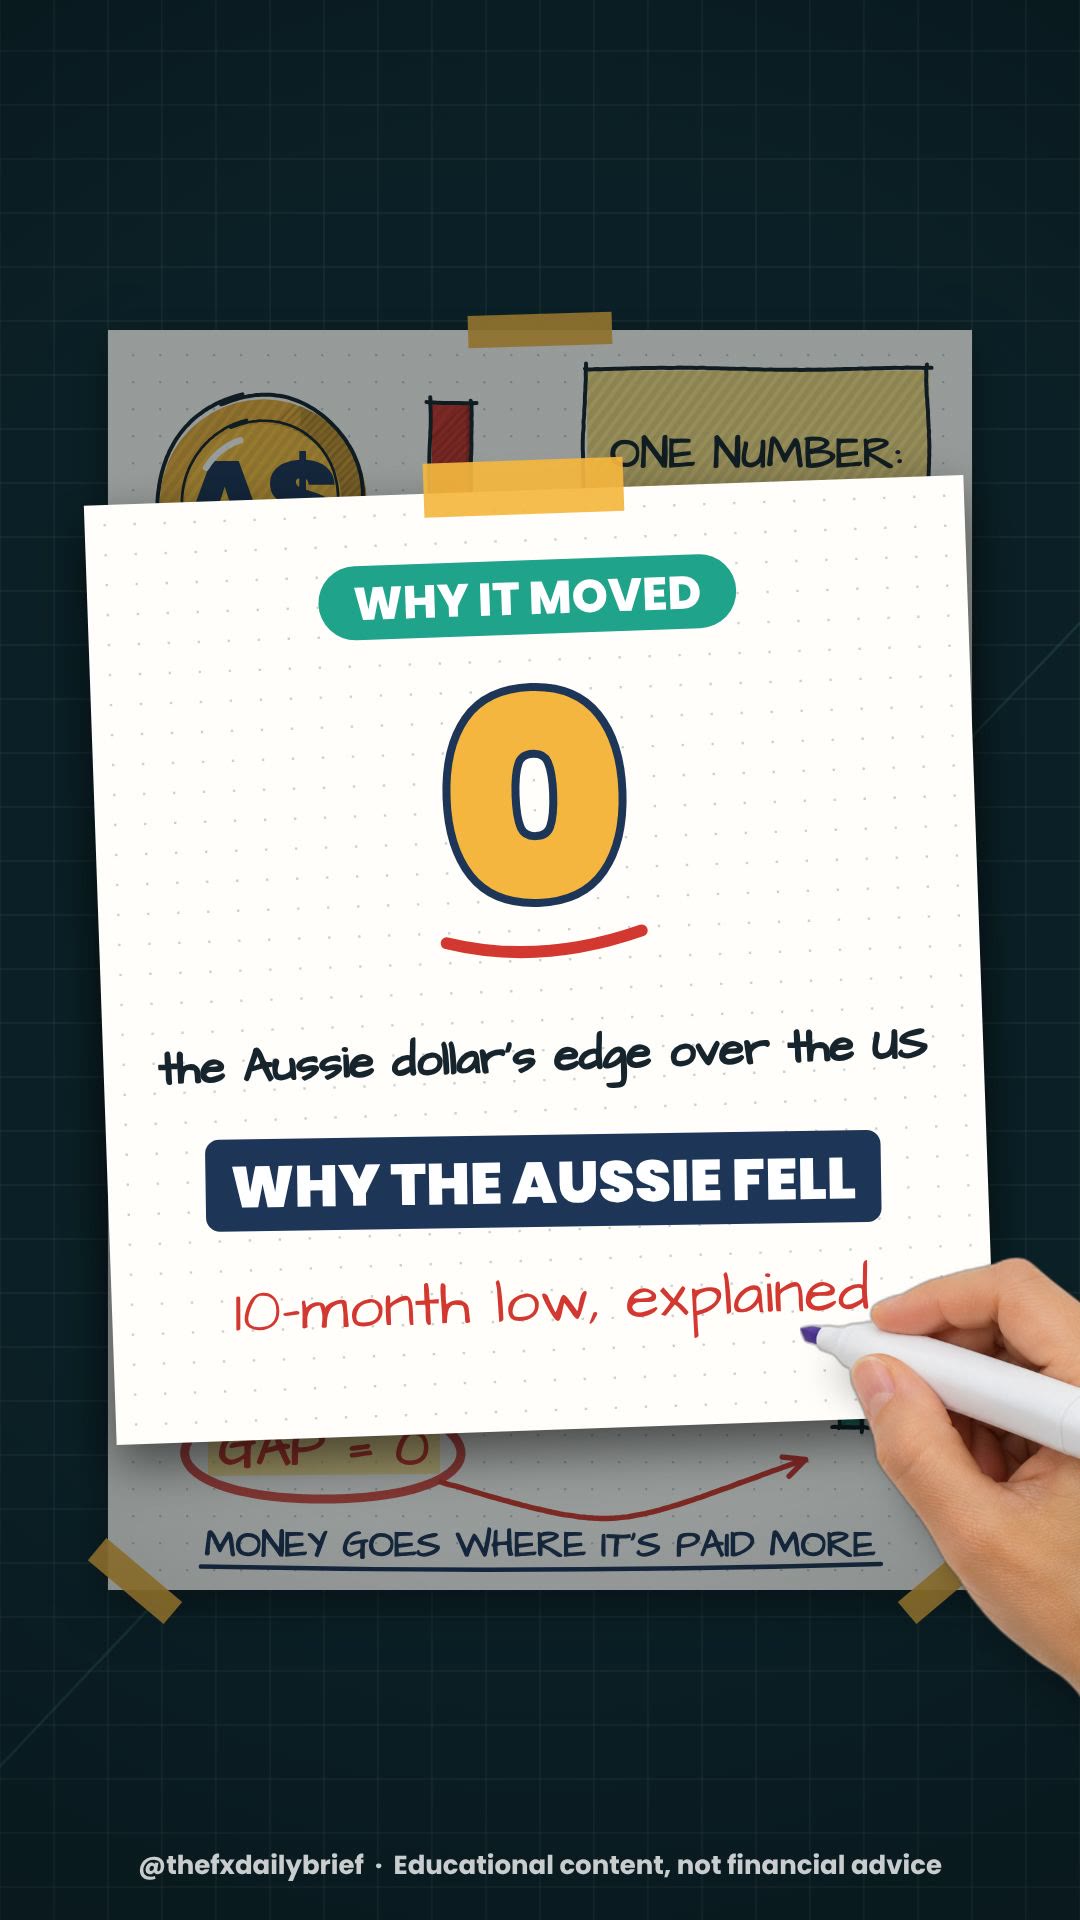 A$
ONE NUMBER:
WHY IT MOVED
0
the Aussie dollar's edge over the US
WHY THE AUSSIE FELL
10-month low, explained
GAP = 0
MONEY GOES WHERE IT'S PAID MORE
@thefxdailybrief · Educational content, not financial advice